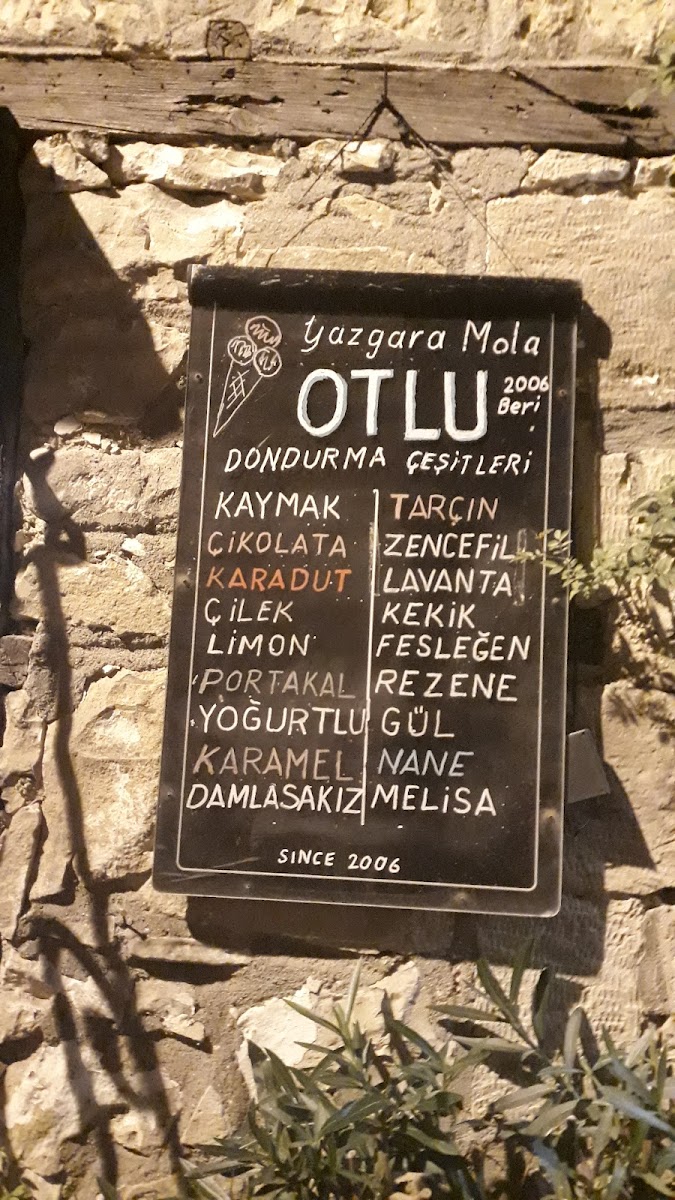 Yazgara Mola
OTLU
2006
Beri
DONDURMA ÇEŞİTLERİ
KAYMAK
ÇİKOLATA
KARADUT
ÇİLEK
LİMON
PORTAKAL
YOĞURTLU
KARAMEL
DAMLASAKIZ
TARÇIN
ZENCEFİL
LAVANTA
KEKİK
FESLEĞEN
REZENE
GÜL
NANE
MELİSA
SINCE 2006